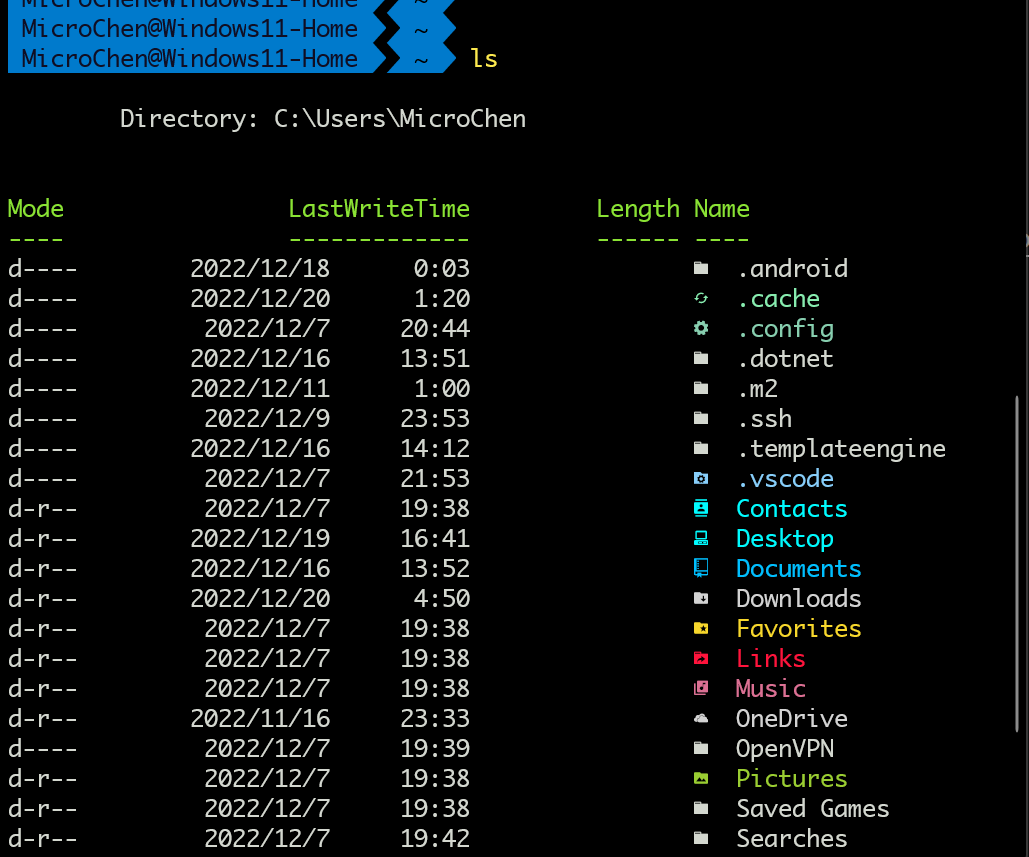 MicroChen@Windows11-Home ~
MicroChen@Windows11-Home ~
MicroChen@Windows11-Home ~ ls
Directory: C:\Users\MicroChen
Mode LastWriteTime Length Name
---- ------------- ------ ----
d---- 2022/12/18 0:03 .android
d---- 2022/12/20 1:20 .cache
d---- 2022/12/7 20:44 .config
d---- 2022/12/16 13:51 .dotnet
d---- 2022/12/11 1:00 .m2
d---- 2022/12/9 23:53 .ssh
d---- 2022/12/16 14:12 .templateengine
d---- 2022/12/7 21:53 .vscode
d-r-- 2022/12/7 19:38 Contacts
d-r-- 2022/12/19 16:41 Desktop
d-r-- 2022/12/16 13:52 Documents
d-r-- 2022/12/20 4:50 Downloads
d-r-- 2022/12/7 19:38 Favorites
d-r-- 2022/12/7 19:38 Links
d-r-- 2022/12/7 19:38 Music
d-r-- 2022/11/16 23:33 OneDrive
d---- 2022/12/7 19:39 OpenVPN
d-r-- 2022/12/7 19:38 Pictures
d-r-- 2022/12/7 19:38 Saved Games
d-r-- 2022/12/7 19:42 Searches